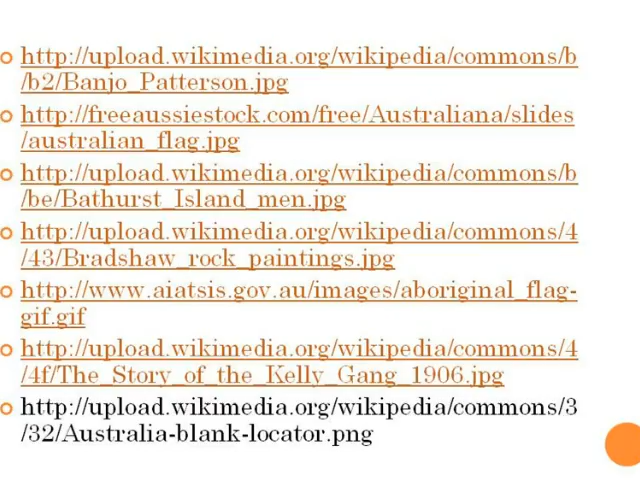 http://upload.wikimedia.org/wikipedia/commons/b
/b2/Banjo_Patterson.jpg
http://freeaussiestock.com/free/Australiana/slides
/australian_flag.jpg
http://upload.wikimedia.org/wikipedia/commons/b
/be/Bathurst_Island_men.jpg
http://upload.wikimedia.org/wikipedia/commons/4
/43/Bradshaw_rock_paintings.jpg
http://www.aiatsis.gov.au/images/aboriginal_flag-
gif.gif
http://upload.wikimedia.org/wikipedia/commons/4
/4f/The_Story_of_the_Kelly_Gang_1906.jpg
http://upload.wikimedia.org/wikipedia/commons/3
/32/Australia-blank-locator.png